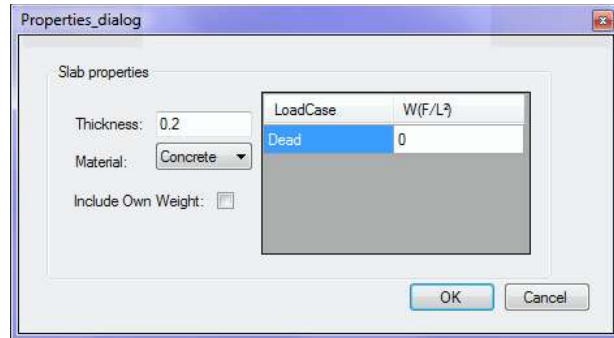 Properties_dialog
Slab properties
LoadCase W(F/L²)
Thickness: 0.2
Dead 0
Material: Concrete
Include Own Weight:
OK Cancel